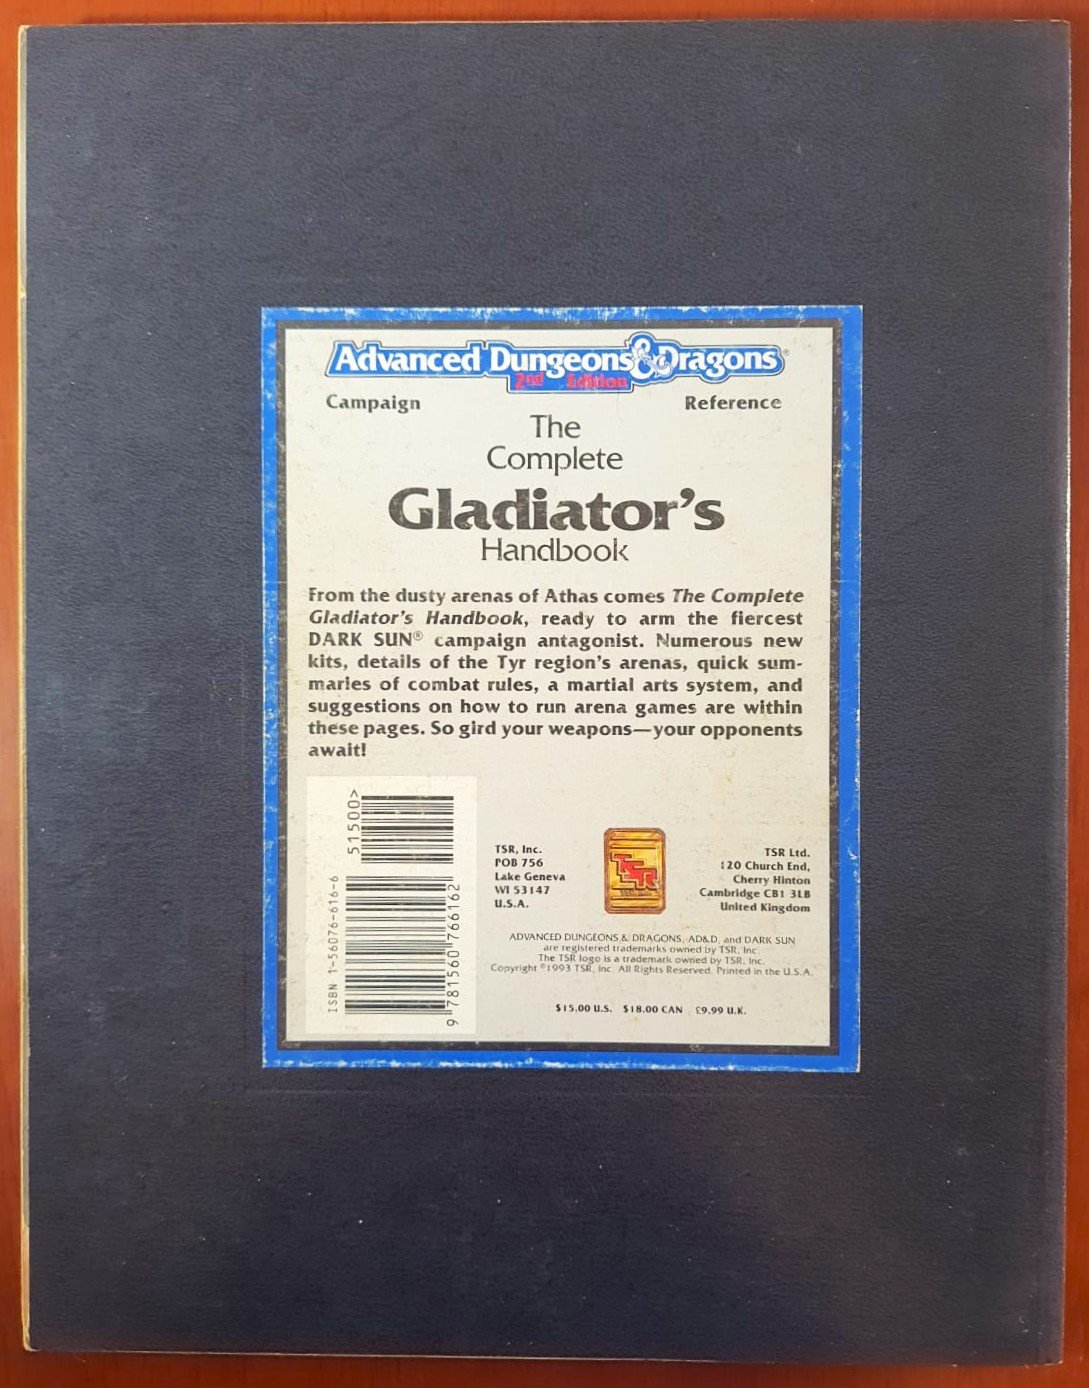 Advanced Dungeons & Dragons®
2nd Edition
Campaign Reference
The
Complete
Gladiator's
Handbook
From the dusty arenas of Athas comes The Complete
Gladiator's Handbook, ready to arm the fiercest
DARK SUN® campaign antagonist. Numerous new
kits, details of the Tyr region's arenas, quick sum-
maries of combat rules, a martial arts system, and
suggestions on how to run arena games are within
these pages. So gird your weapons—your opponents
await!
51500>
ISBN 1-56076-616-6
9 781560 766162
TSR, Inc.
POB 756
Lake Geneva
WI 53147
U.S.A.
TSR
TSR Ltd.
120 Church End,
Cherry Hinton
Cambridge CB1 3LB
United Kingdom
ADVANCED DUNGEONS & DRAGONS, AD&D, and DARK SUN
are registered trademarks owned by TSR, Inc.
The TSR logo is a trademark owned by TSR, Inc.
Copyright ©1993 TSR, Inc. All Rights Reserved. Printed in the U.S.A.
$15.00 U.S. $18.00 CAN £9.99 U.K.